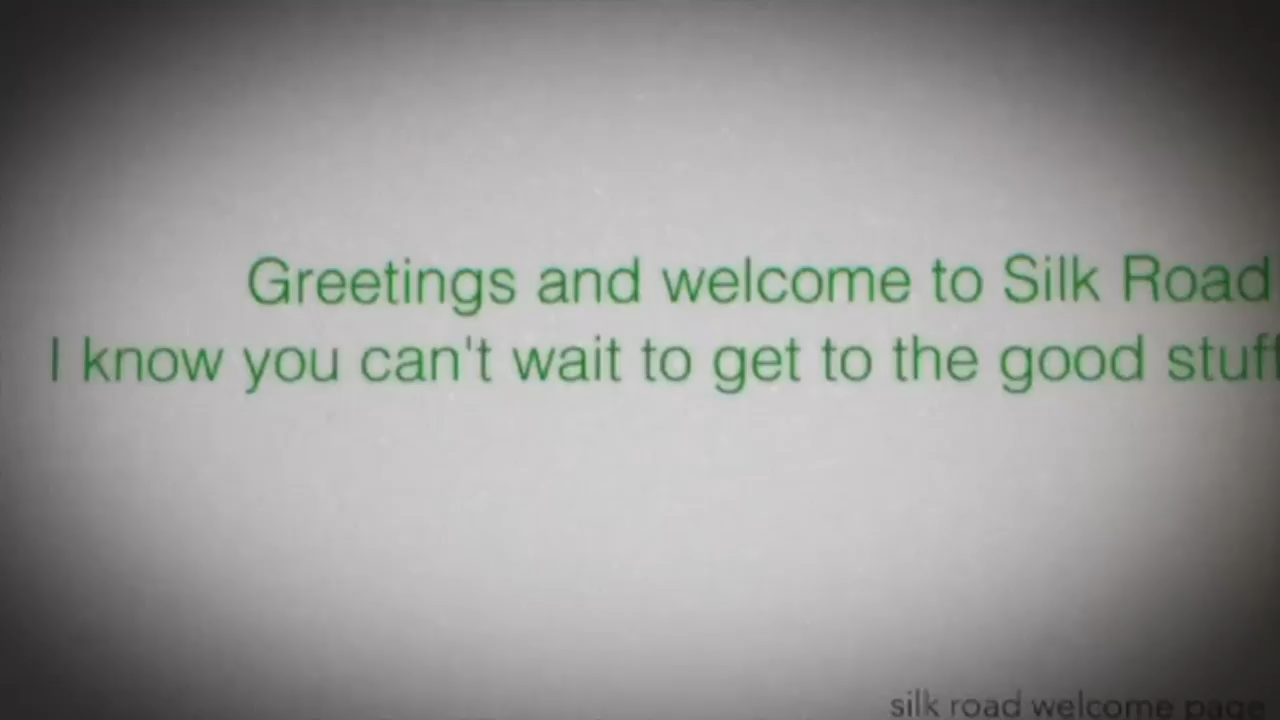 Greetings and welcome to Silk Road
I know you can't wait to get to the good stuff
silk road welcome page